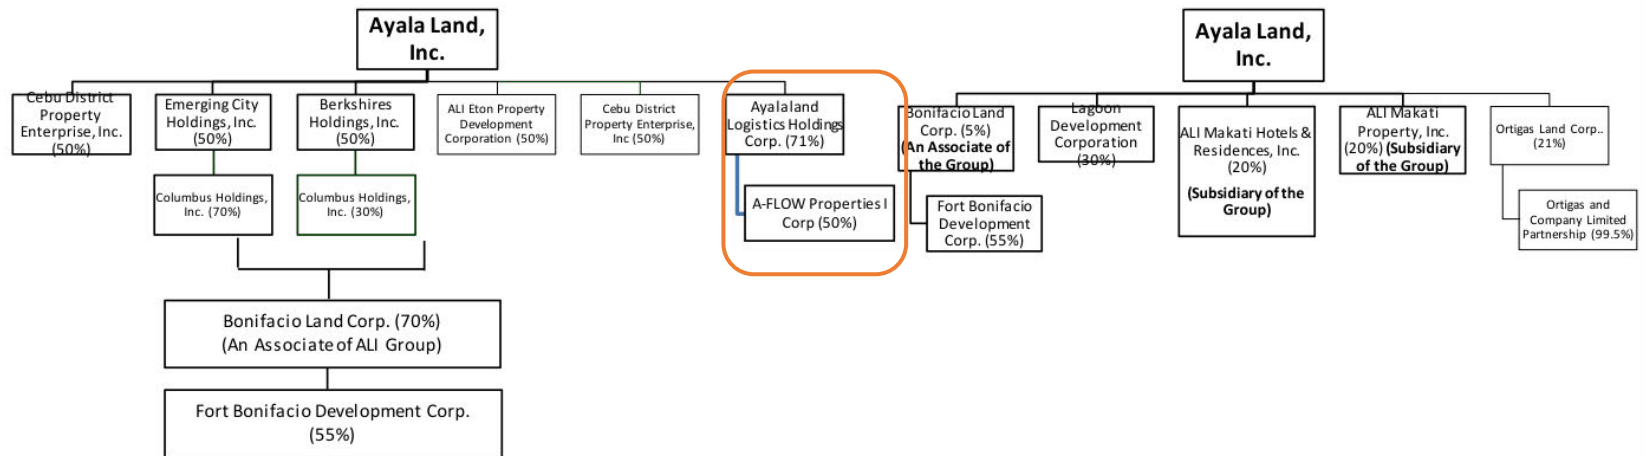 Ayala Land,
Inc.
Cebu District
Property
Enterprise, Inc.
(50%)
Emerging City
Holdings, Inc.
(50%)
Berkshires
Holdings, Inc.
(50%)
ALI Eton Property
Development
Corporation (50%)
Cebu District
Property Enterprise,
Inc (50%)
Ayalaland
Logistics Holdings
Corp. (71%)
Columbus Holdings,
Inc. (70%)
Columbus Holdings,
Inc. (30%)
A-FLOW Properties I
Corp (50%)
Bonifacio Land Corp. (70%)
(An Associate of ALI Group)
Fort Bonifacio Development Corp.
(55%)
Ayala Land,
Inc.
Bonifacio Land
Corp. (5%)
(An Associate of
the Group)
Lagoon
Development
Corporation
(30%)
ALI Makati Hotels &
Residences, Inc.
(20%)
(Subsidiary of the
Group)
ALI Makati
Property, Inc.
(20%) (Subsidiary
of the Group)
Ortigas Land Corp..
(21%)
Fort Bonifacio
Development
Corp. (55%)
Ortigas and
Company Limited
Partnership (99.5%)